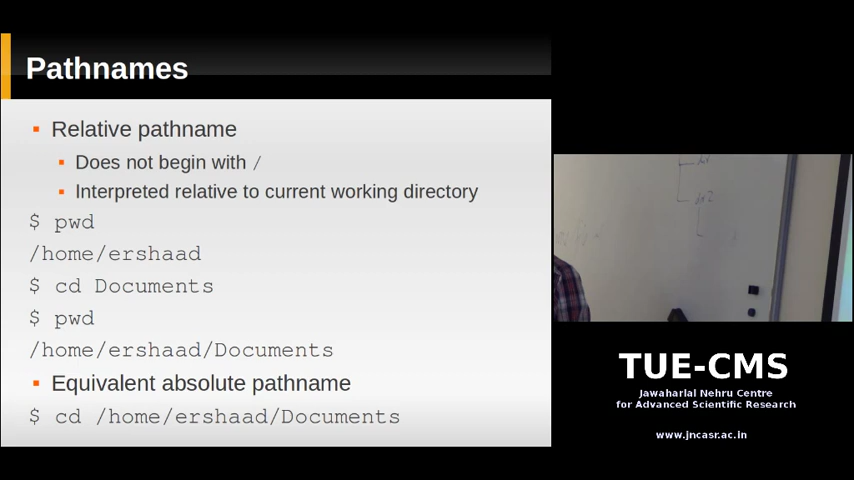 Pathnames
Relative pathname
Does not begin with /
Interpreted relative to current working directory
$ pwd
/home/ershaad
$ cd Documents
$ pwd
/home/ershaad/Documents
Equivalent absolute pathname
$ cd /home/ershaad/Documents
TUE-CMS
Jawaharlal Nehru Centre
for Advanced Scientific Research
www.jncasr.ac.in